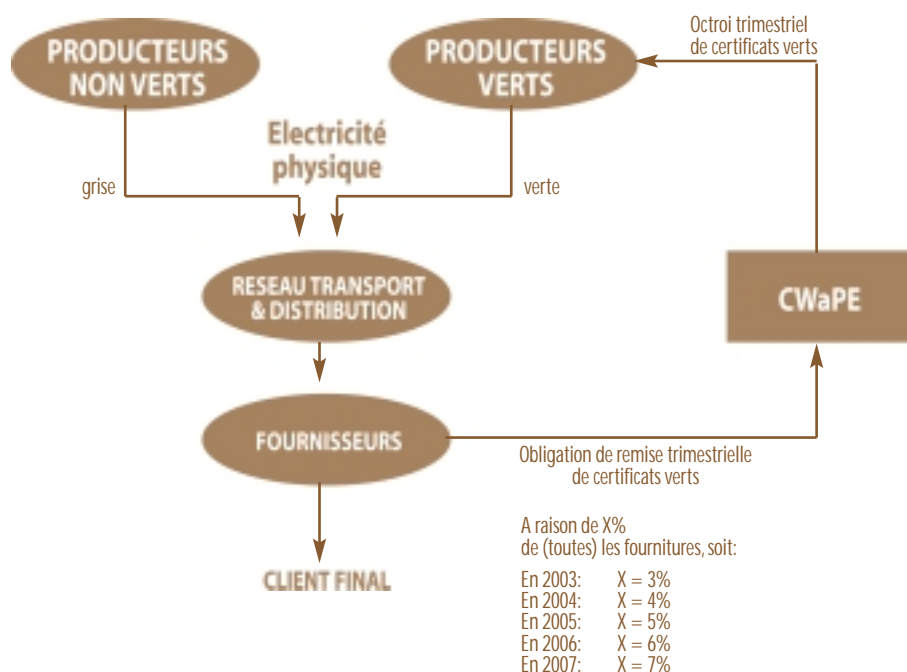 PRODUCTEURS
NON VERTS
PRODUCTEURS
VERTS
Octroi trimestriel
de certificats verts
Electricité
physique
grise
verte
RESEAU TRANSPORT
& DISTRIBUTION
CWaPE
FOURNISSEURS
Obligation de remise trimestrielle
de certificats verts
A raison de X%
de (toutes) les fournitures, soit:
CLIENT FINAL
En 2003: X = 3%
En 2004: X = 4%
En 2005: X = 5%
En 2006: X = 6%
En 2007: X = 7%